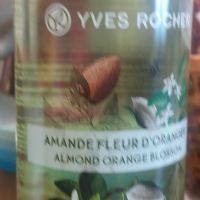 YVES ROCHER
AMANDE FLEUR D'ORANGER
ALMOND ORANGE BLOSSOM